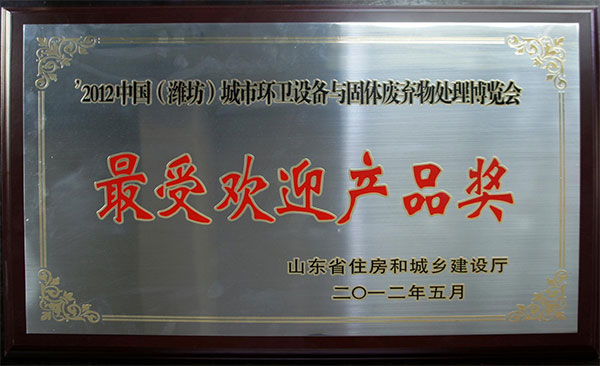 '2012中国（潍坊）城市环卫设备与固体废弃物处理博览会
最受欢迎产品奖
山东省住房和城乡建设厅
二〇一二年五月